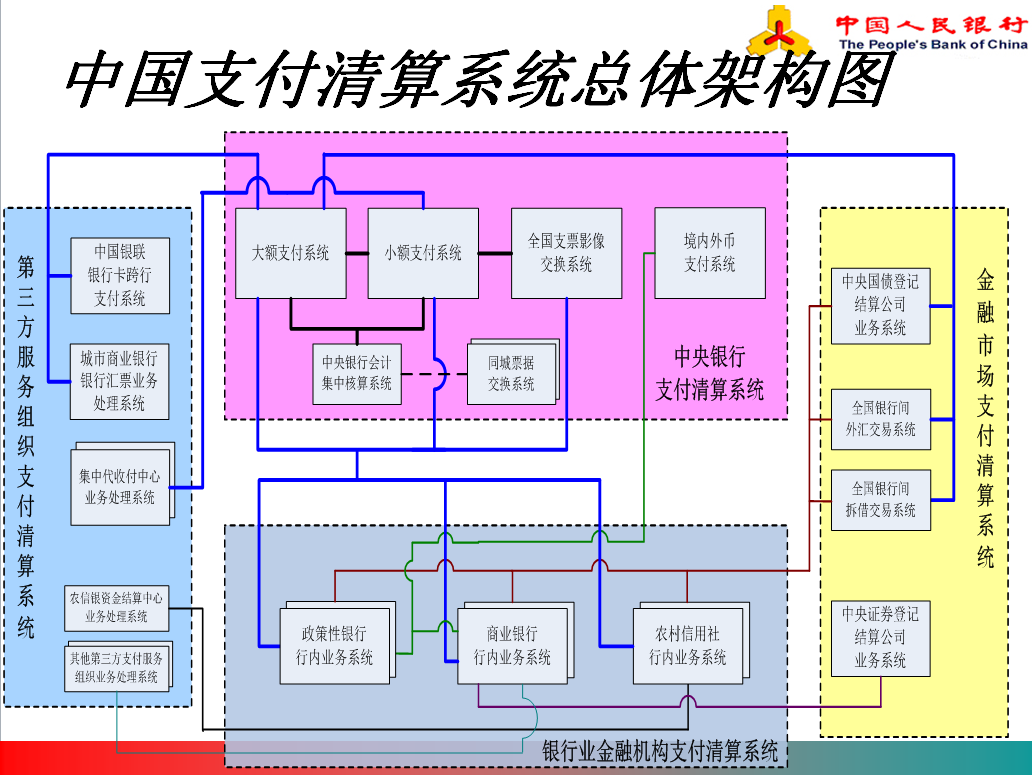 中国人民银行
The People's Bank of China
中国支付清算系统总体架构图
第三方服务组织支付清算系统
中国银联
银行卡跨行
支付系统
城市商业银行
银行汇票业务
处理系统
集中代收付中心
业务处理系统
农信银资金结算中心
业务处理系统
其他第三方支付服务
组织业务处理系统
大额支付系统
小额支付系统
全国支票影像
交换系统
境内外币
支付系统
中央银行会计
集中核算系统
同城票据
交换系统
中央银行
支付清算系统
政策性银行
行内业务系统
商业银行
行内业务系统
农村信用社
行内业务系统
银行业金融机构支付清算系统
中央国债登记
结算公司
业务系统
全国银行间
外汇交易系统
全国银行间
拆借交易系统
中央证券登记
结算公司
业务系统
金融市场支付清算系统